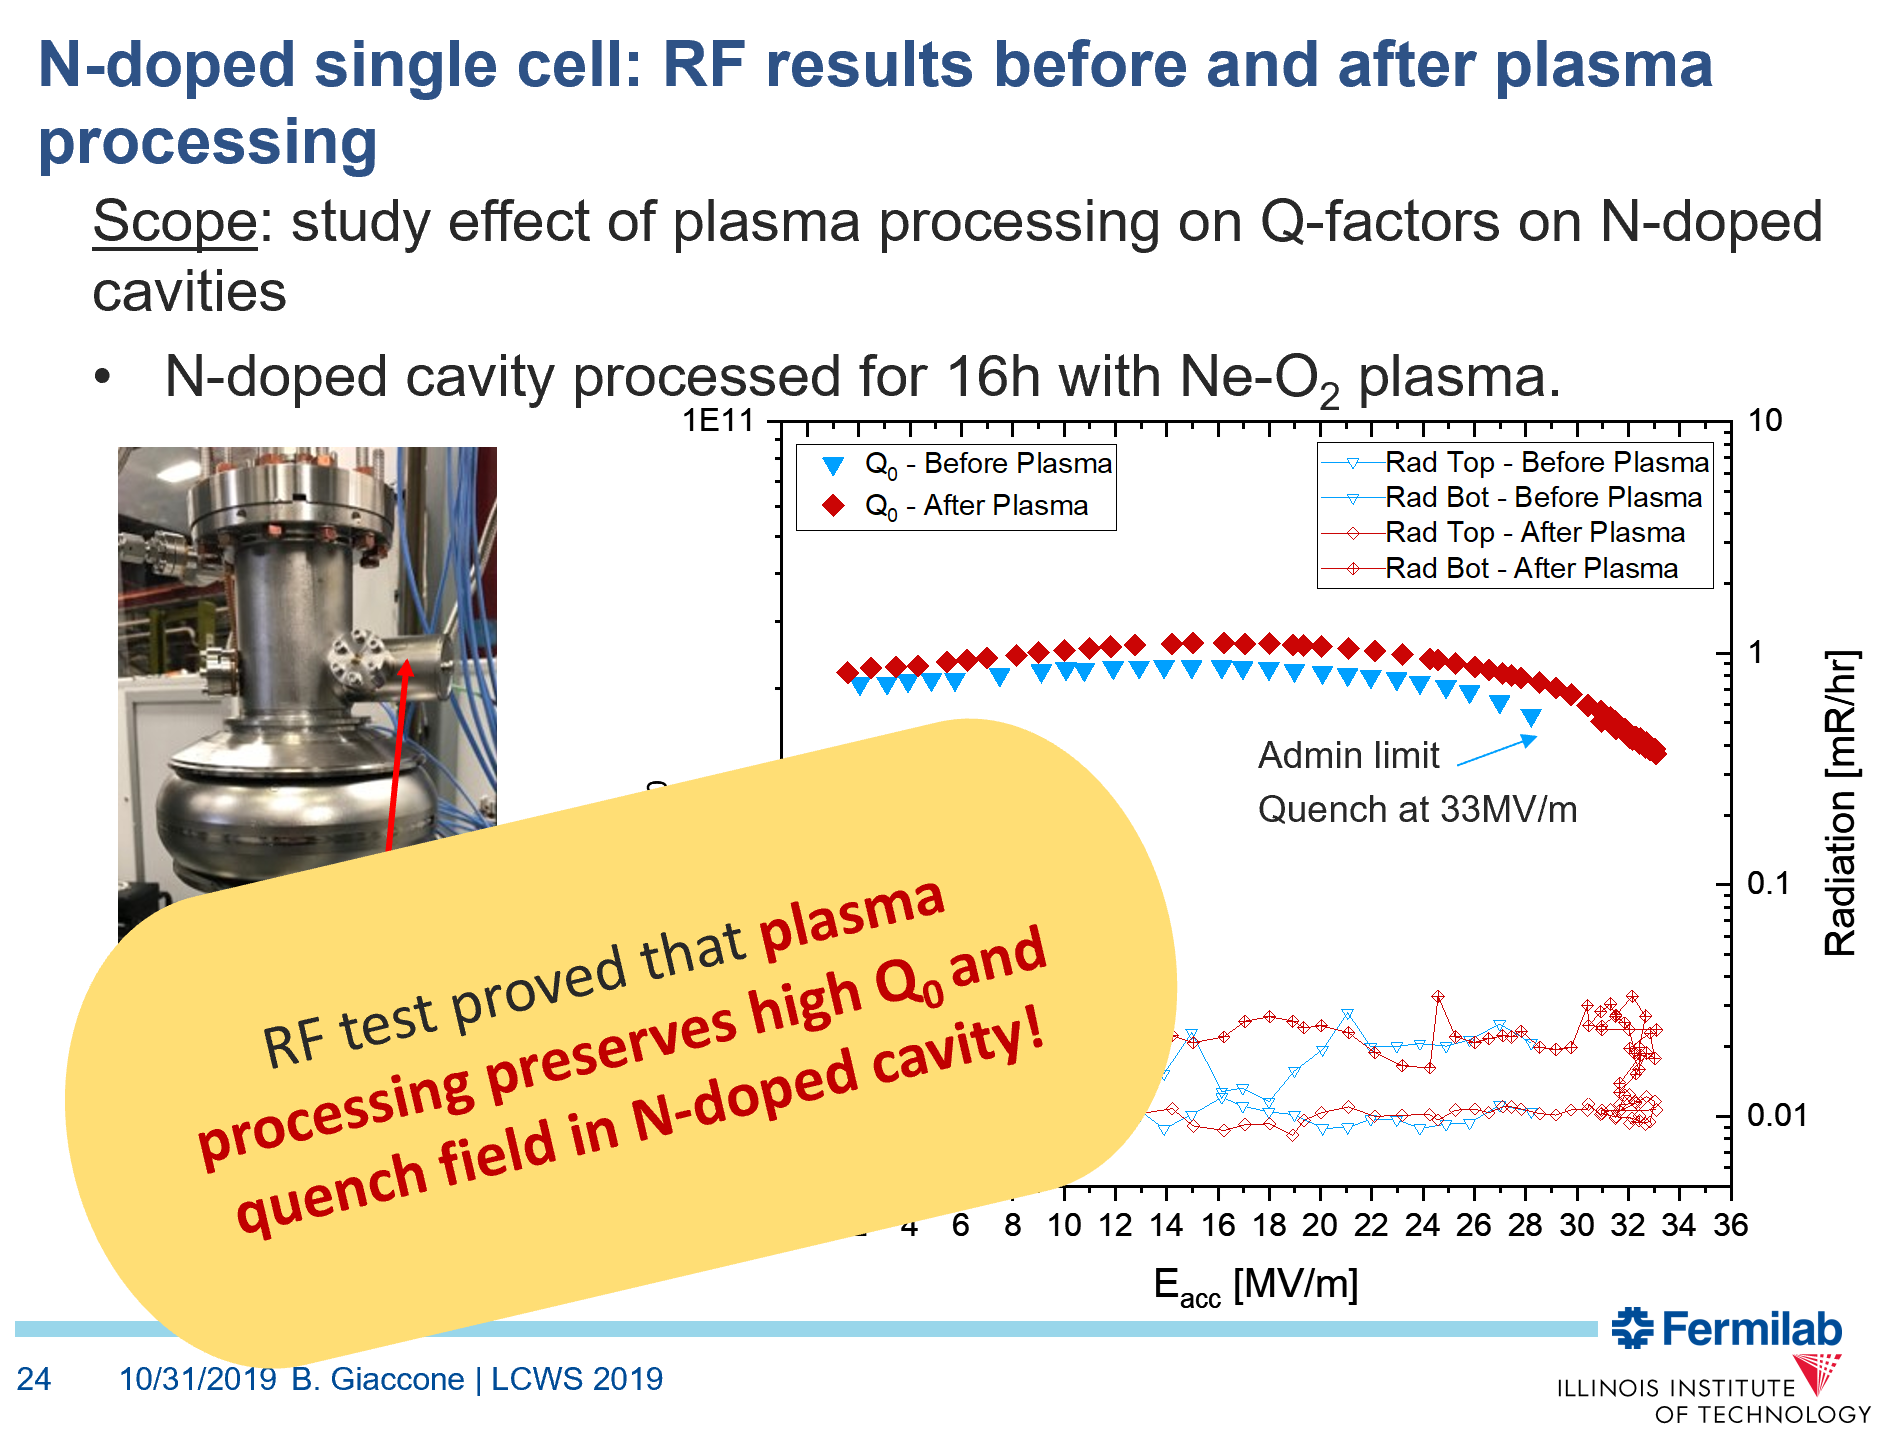 N-doped single cell: RF results before and after plasma
processing
Scope: study effect of plasma processing on Q-factors on N-doped
cavities
• N-doped cavity processed for 16h with Ne-O2 plasma.
1E11
10
Q0 - Before Plasma
Q0 - After Plasma
Rad Top - Before Plasma
Rad Bot - Before Plasma
Rad Top - After Plasma
Rad Bot - After Plasma
1
Radiation [mR/hr]
Admin limit
Quench at 33MV/m
0.1
0.01
RF test proved that plasma
processing preserves high Q0 and
quench field in N-doped cavity!
4 6 8 10 12 14 16 18 20 22 24 26 28 30 32 34 36
Eacc [MV/m]
Fermilab
24 10/31/2019 B. Giaccone | LCWS 2019
ILLINOIS INSTITUTE
OF TECHNOLOGY